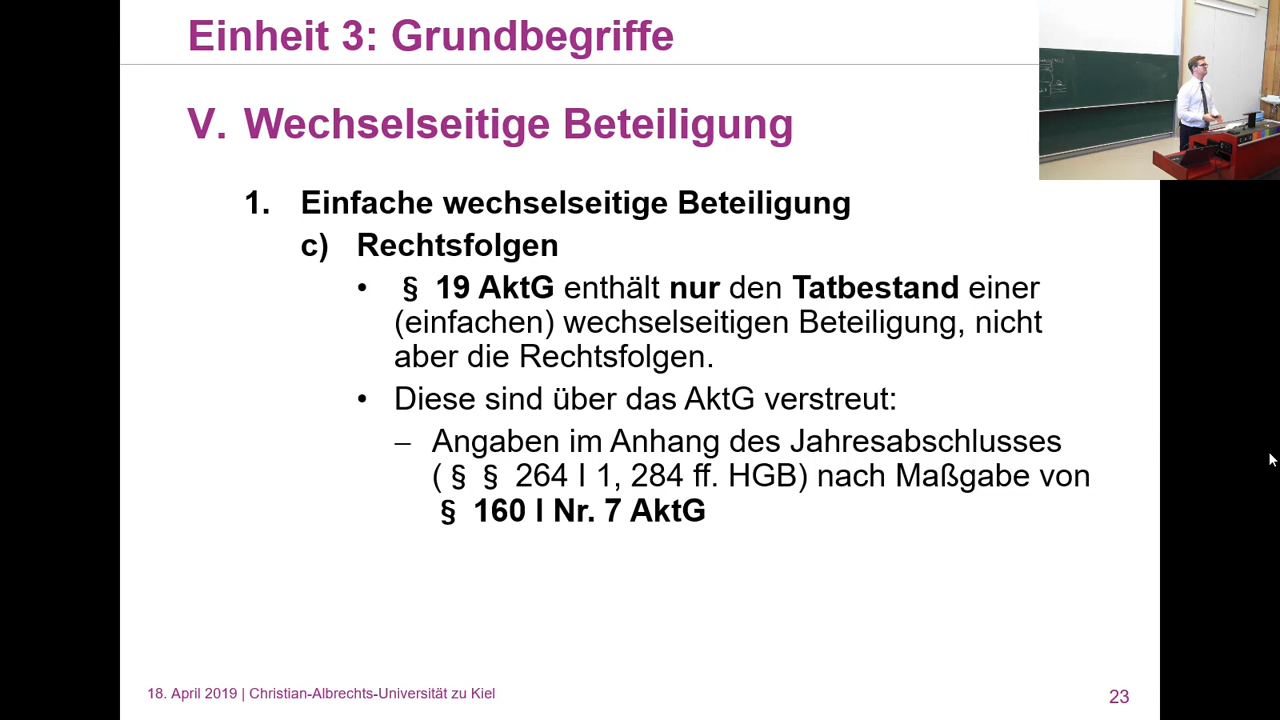 Einheit 3: Grundbegriffe
V. Wechselseitige Beteiligung
1. Einfache wechselseitige Beteiligung
c) Rechtsfolgen
• § 19 AktG enthält nur den Tatbestand einer
(einfachen) wechselseitigen Beteiligung, nicht
aber die Rechtsfolgen.
• Diese sind über das AktG verstreut:
– Angaben im Anhang des Jahresabschlusses
( § § 264 I 1, 284 ff. HGB) nach Maßgabe von
§ 160 I Nr. 7 AktG
18. April 2019 | Christian-Albrechts-Universität zu Kiel
23